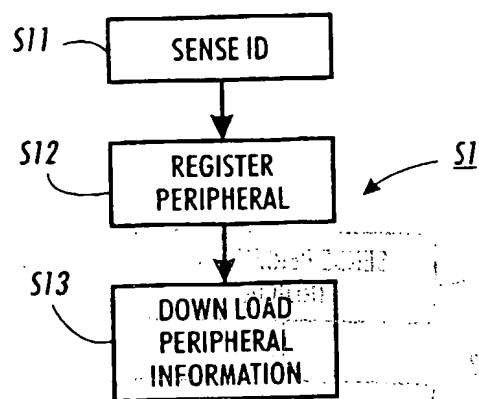 S11
SENSE ID
S12
REGISTER
PERIPHERAL
S1
S13
DOWN LOAD
PERIPHERAL
INFORMATION